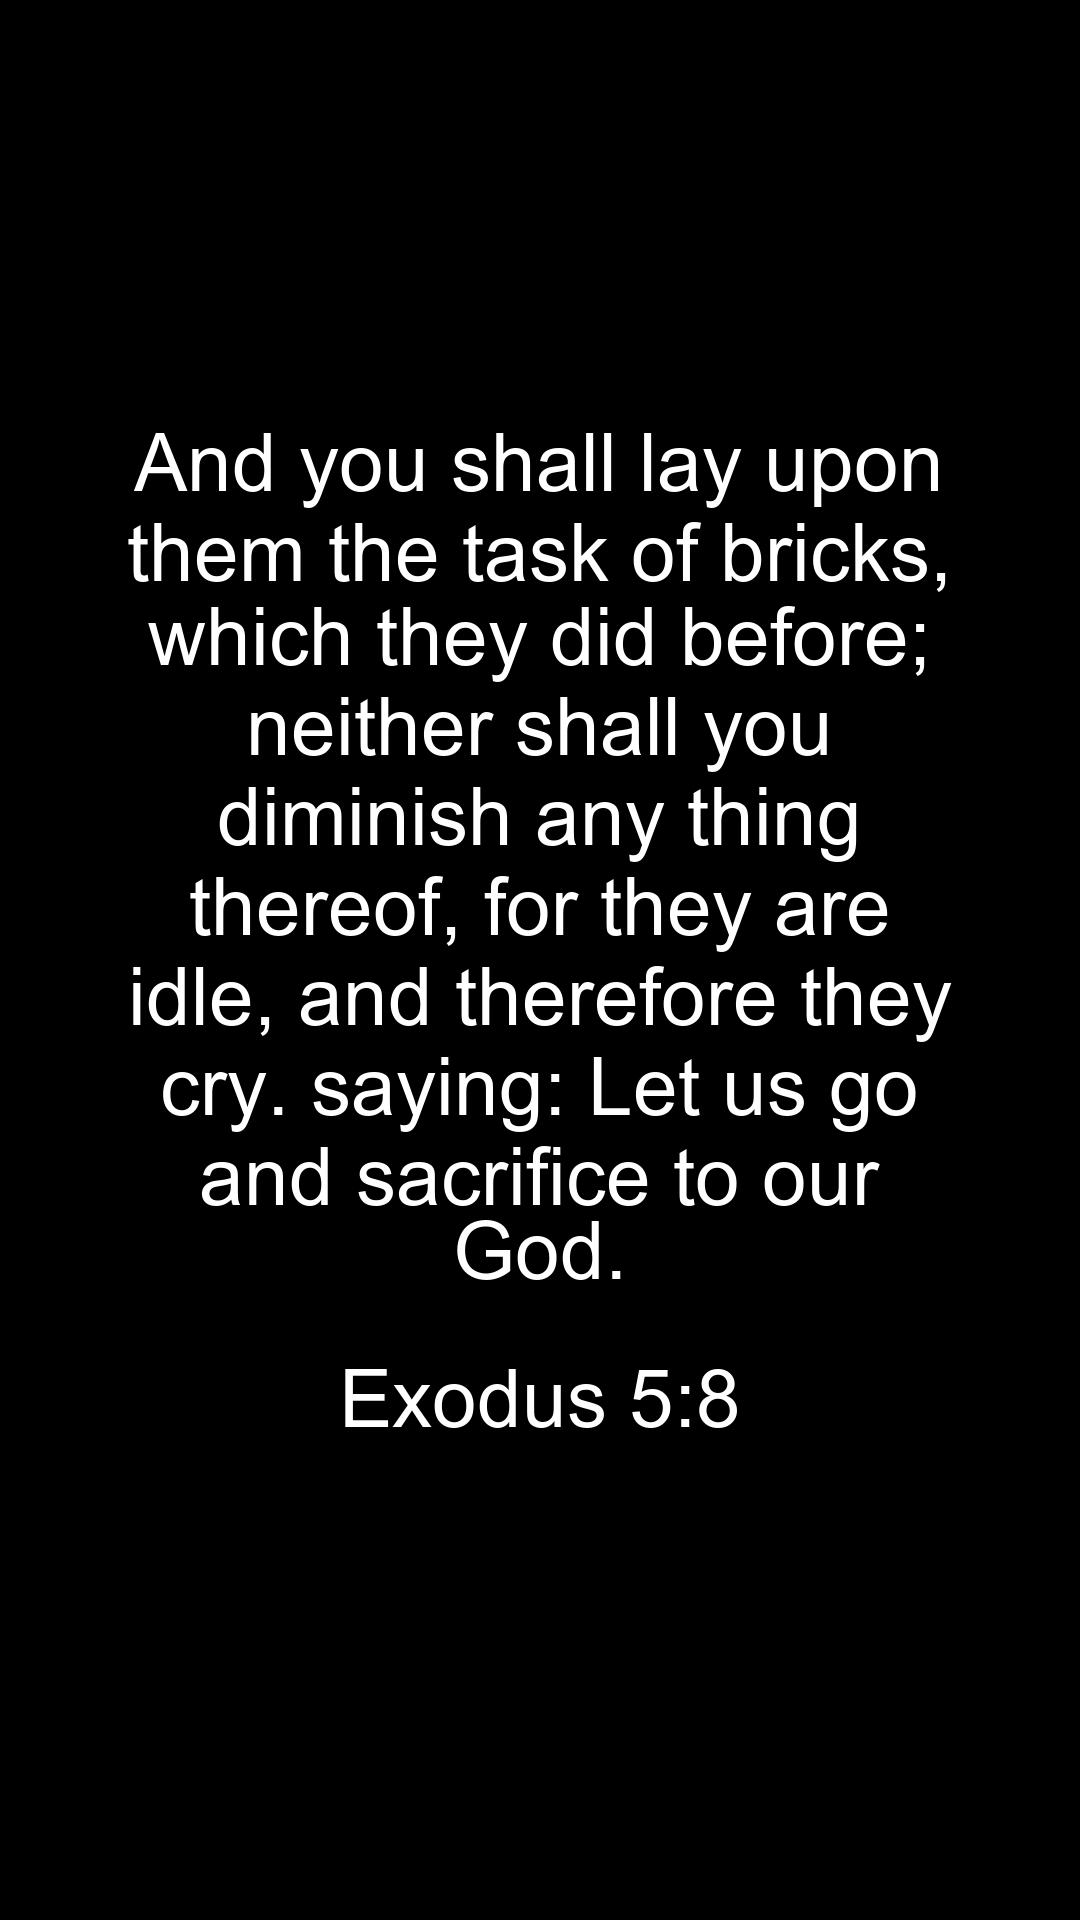 And you shall lay upon
them the task of bricks,
which they did before;
neither shall you
diminish any thing
thereof, for they are
idle, and therefore they
cry. saying: Let us go
and sacrifice to our
God.
Exodus 5:8